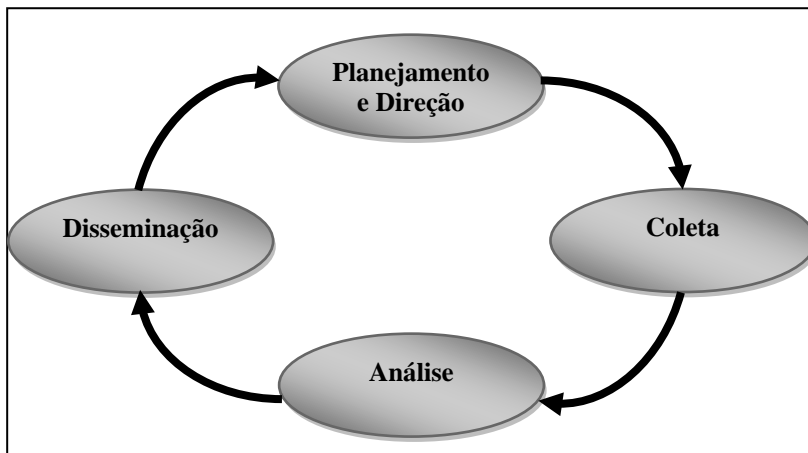 Planejamento
e Direção
Disseminação
Coleta
Análise